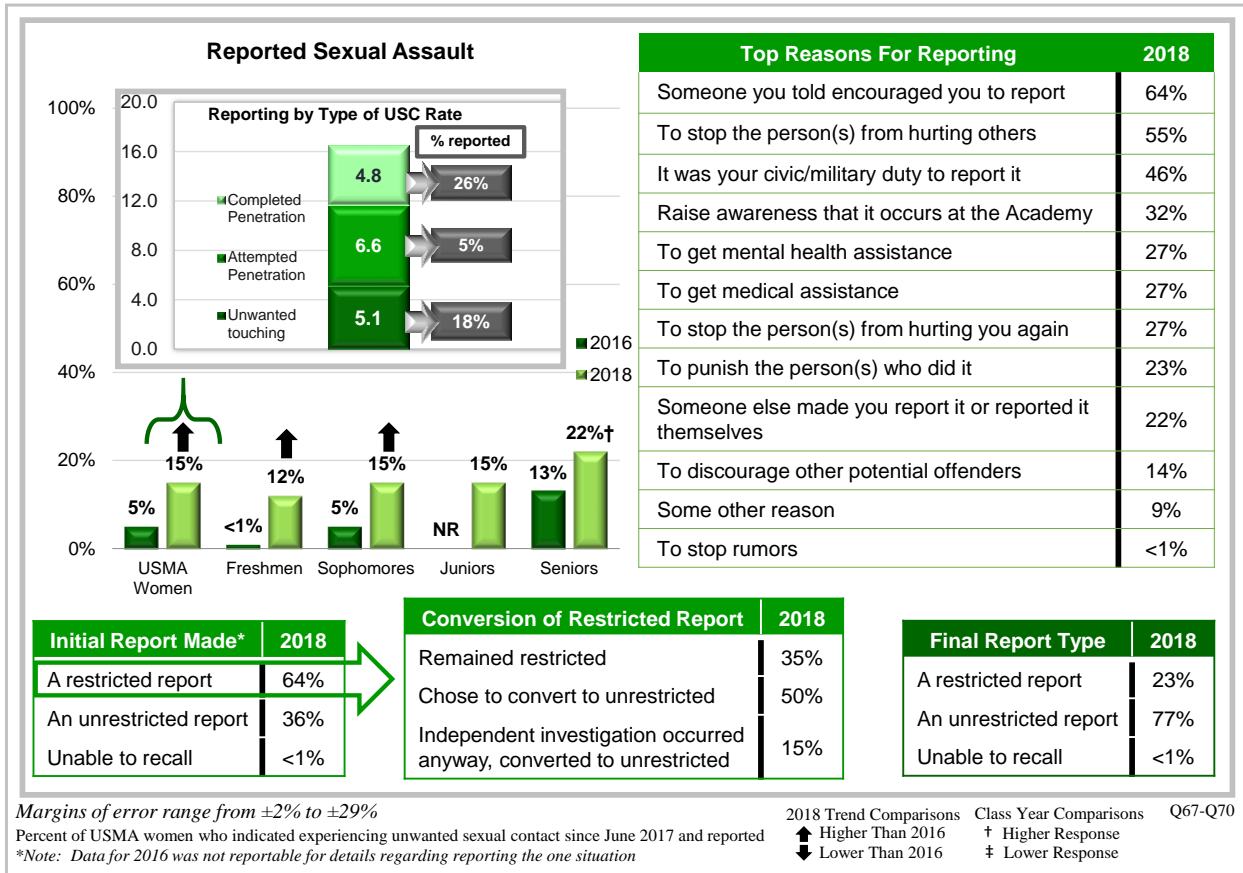 Reported Sexual Assault
100%
80%
60%
40%
20%
0%
20.0
16.0
12.0
8.0
4.0
0.0
Reporting by Type of USC Rate
% reported
Completed
Penetration
Attempted
Penetration
Unwanted
touching
4.8
26%
6.6
5%
5.1
18%
2016
2018
5%
15%
<1%
12%
5%
15%
NR
15%
13%
22%†
USMA
Women
Freshmen
Sophomores
Juniors
Seniors
Top Reasons For Reporting 2018
Someone you told encouraged you to report 64%
To stop the person(s) from hurting others 55%
It was your civic/military duty to report it 46%
Raise awareness that it occurs at the Academy 32%
To get mental health assistance 27%
To get medical assistance 27%
To stop the person(s) from hurting you again 27%
To punish the person(s) who did it 23%
Someone else made you report it or reported it
themselves 22%
To discourage other potential offenders 14%
Some other reason 9%
To stop rumors <1%
Initial Report Made* 2018
A restricted report 64%
An unrestricted report 36%
Unable to recall <1%
Conversion of Restricted Report 2018
Remained restricted 35%
Chose to convert to unrestricted 50%
Independent investigation occurred
anyway, converted to unrestricted 15%
Final Report Type 2018
A restricted report 23%
An unrestricted report 77%
Unable to recall <1%
Margins of error range from ±2% to ±29%
Percent of USMA women who indicated experiencing unwanted sexual contact since June 2017 and reported
*Note: Data for 2016 was not reportable for details regarding reporting the one situation
2018 Trend Comparisons
Higher Than 2016
Lower Than 2016
Class Year Comparisons
† Higher Response
‡ Lower Response
Q67-Q70